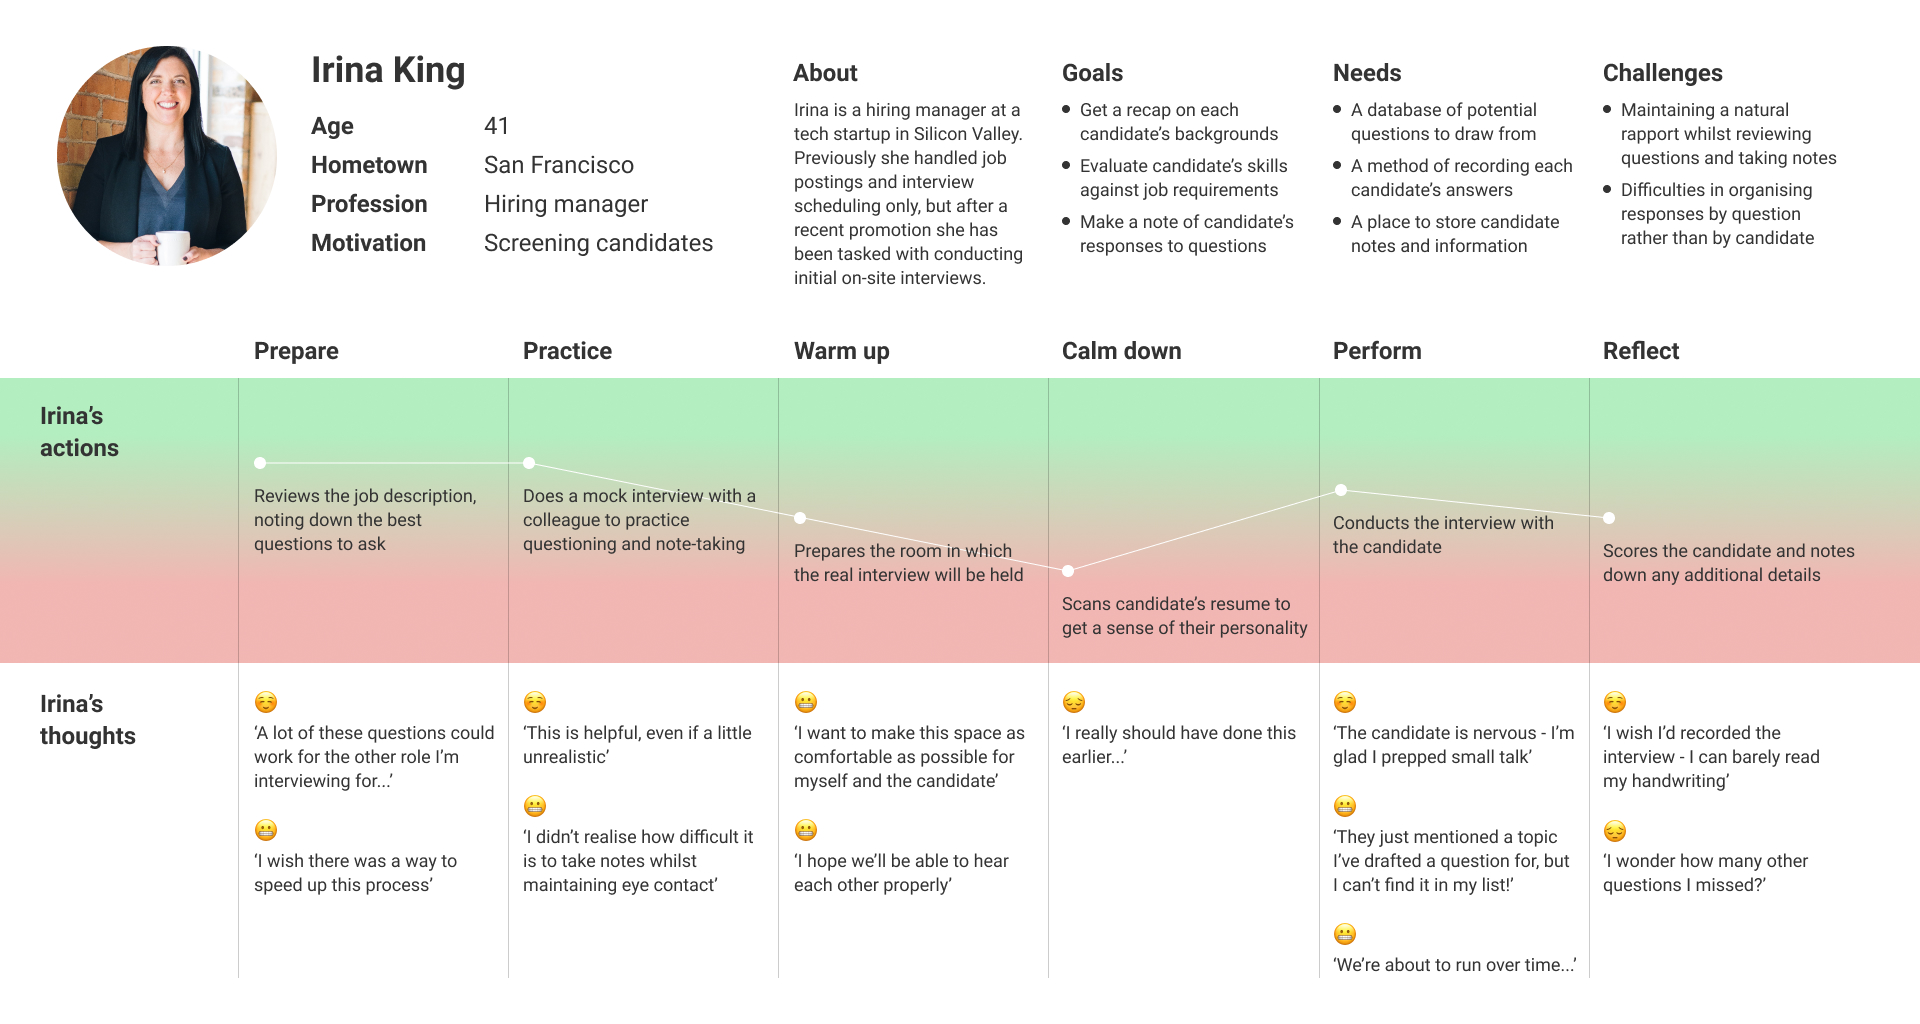 Irina King
Age 41
Hometown San Francisco
Profession Hiring manager
Motivation Screening candidates
About
Irina is a hiring manager at a
tech startup in Silicon Valley.
Previously she handled job
postings and interview
scheduling only, but after a
recent promotion she has
been tasked with conducting
initial on-site interviews.
Goals
Get a recap on each
candidate’s backgrounds
Evaluate candidate’s skills
against job requirements
Make a note of candidate’s
responses to questions
Needs
A database of potential
questions to draw from
A method of recording each
candidate’s answers
A place to store candidate
notes and information
Challenges
Maintaining a natural
rapport whilst reviewing
questions and taking notes
Difficulties in organising
responses by question
rather than by candidate
Prepare
Practice
Warm up
Calm down
Perform
Reflect
Irina’s
actions
Reviews the job description,
noting down the best
questions to ask
Does a mock interview with a
colleague to practice
questioning and note-taking
Prepares the room in which
the real interview will be held
Scans candidate’s resume to
get a sense of their personality
Conducts the interview with
the candidate
Scores the candidate and notes
down any additional details
Irina’s
thoughts
‘A lot of these questions could
work for the other role I’m
interviewing for...’
‘I wish there was a way to
speed up this process’
‘This is helpful, even if a little
unrealistic’
‘I didn’t realise how difficult it
is to take notes whilst
maintaining eye contact’
‘I want to make this space as
comfortable as possible for
myself and the candidate’
‘I hope we’ll be able to hear
each other properly’
‘I really should have done this
earlier...’
‘The candidate is nervous - I’m
glad I prepped small talk’
‘They just mentioned a topic
I’ve drafted a question for, but
I can’t find it in my list!’
‘We’re about to run over time...’
‘I wish I’d recorded the
interview - I can barely read
my handwriting’
‘I wonder how many other
questions I missed?’